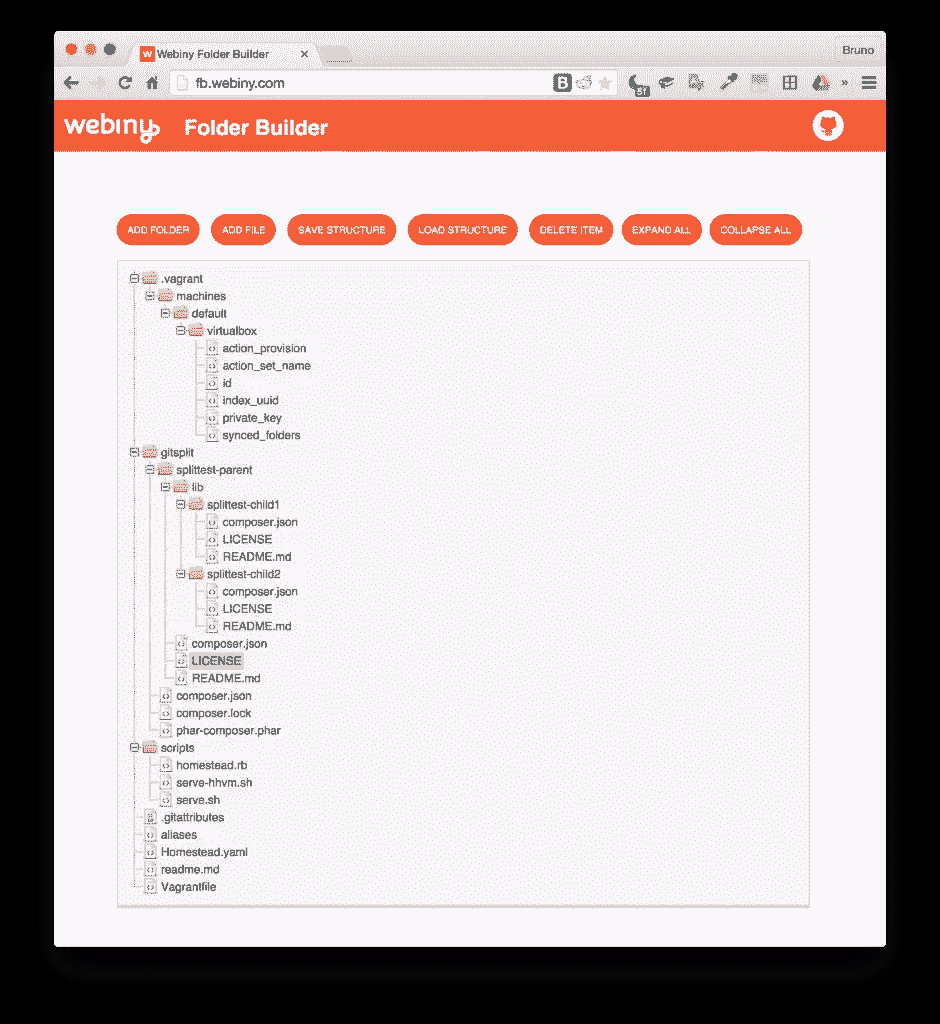 Webiny Folder Builder
Bruno
fb.webiny.com
B
51
webiny Folder Builder
ADD FOLDER ADD FILE SAVE STRUCTURE LOAD STRUCTURE DELETE ITEM EXPAND ALL COLLAPSE ALL
.vagrant
machines
default
virtualbox
action_provision
action_set_name
id
index_uuid
private_key
synced_folders
gitsplit
splittest-parent
lib
splittest-child1
composer.json
LICENSE
README.md
splittest-child2
composer.json
LICENSE
README.md
composer.json
LICENSE
README.md
composer.json
composer.lock
phar-composer.phar
scripts
homestead.rb
serve-hhvm.sh
serve.sh
.gitattributes
aliases
Homestead.yaml
readme.md
Vagrantfile